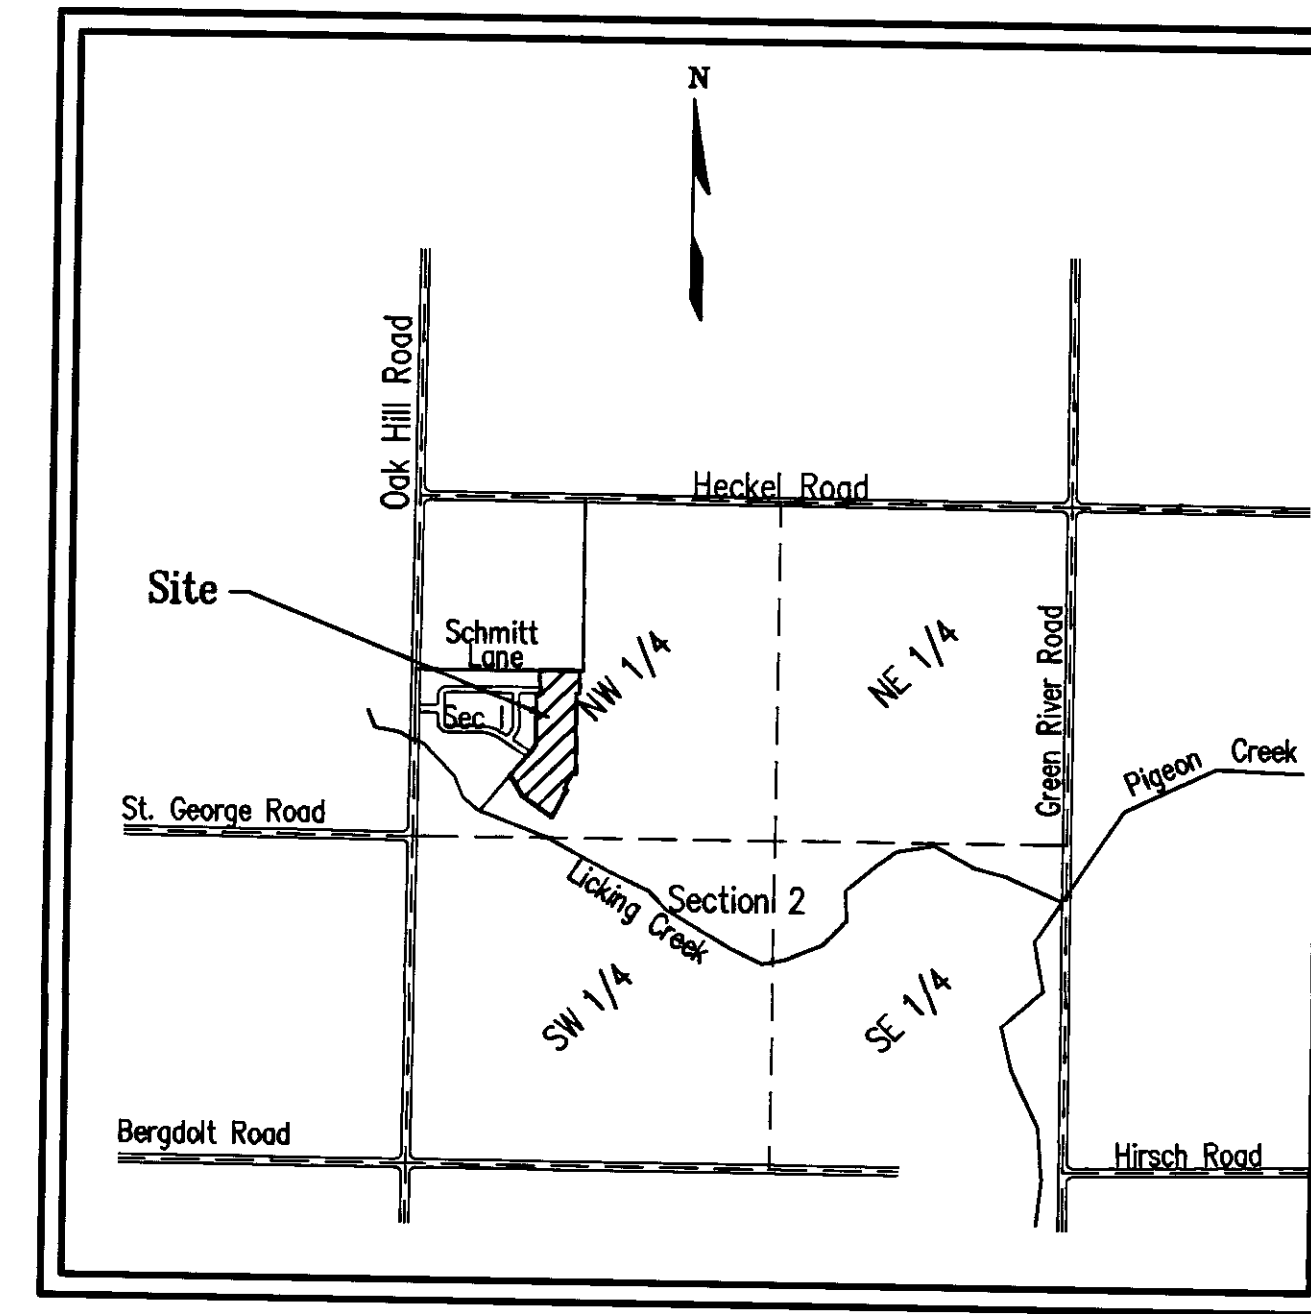 N
Oak Hill Road
Heckel Road
Site
Schmitt
Lane
NW 1/4
NE 1/4
Sec I
Green River Road
Pigeon Creek
St. George Road
Licking Creek
Section 2
SW 1/4
SE 1/4
Bergdolt Road
Hirsch Road